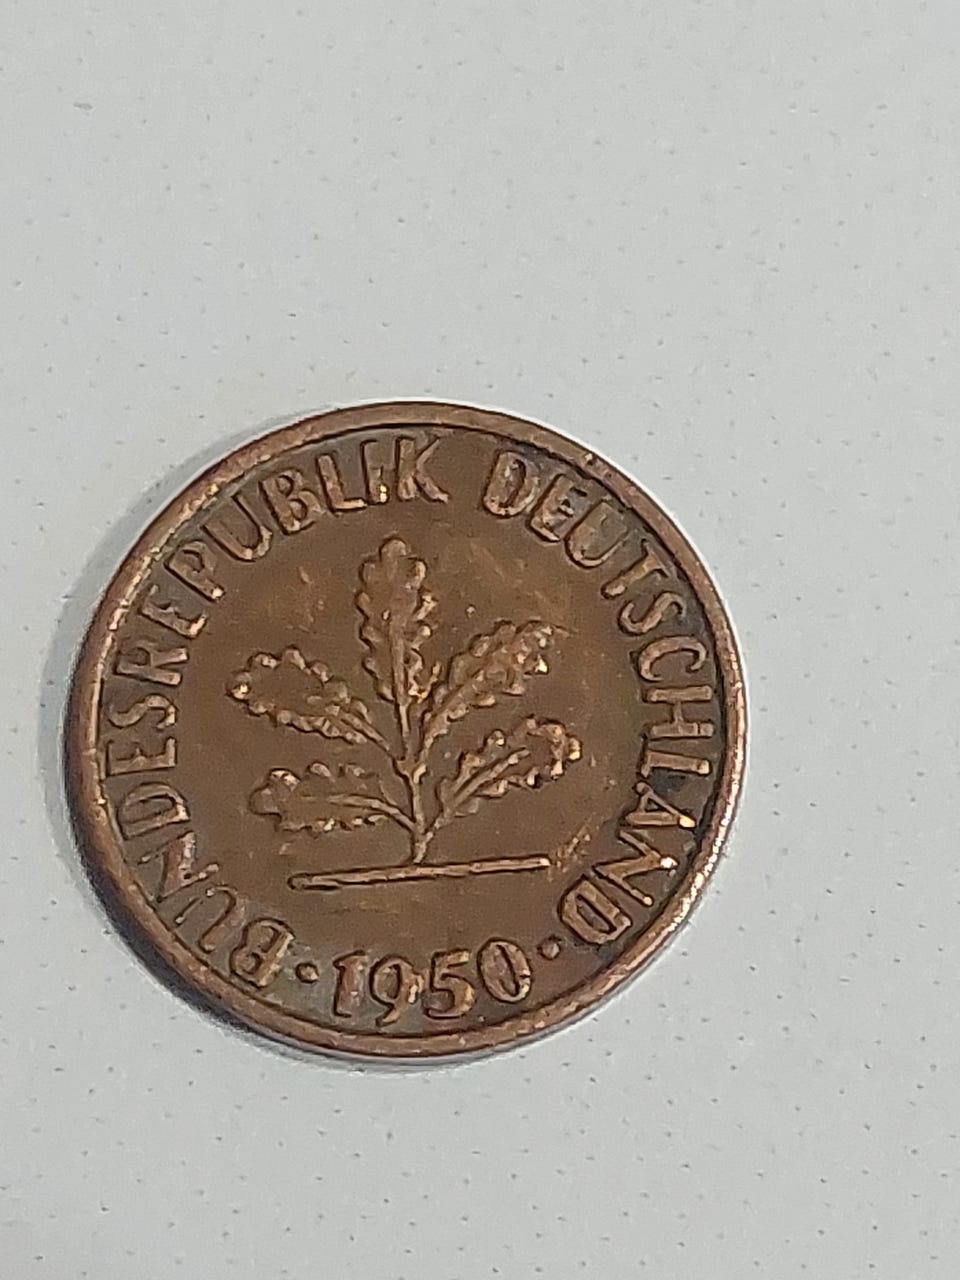 BUNDESREPUBLIK DEUTSCHLAND
· 1950 ·